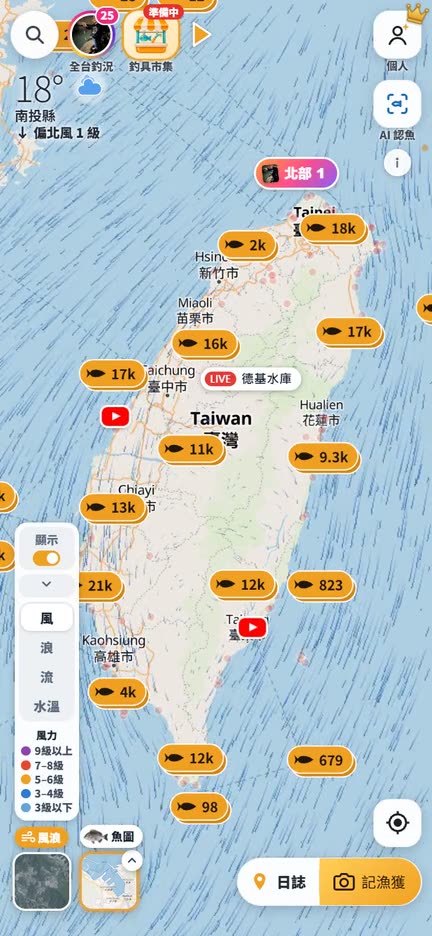 25
準備中
全台釣況
釣具市集
個人
18°
南投縣
↓ 偏北風 1 級
AI 認魚
北部 1
Taipei
18k
2k
新竹市
Miaoli
苗栗市
17k
16k
17k
臺中市
LIVE 德基水庫
Taiwan
Hualien
花蓮市
11k
9.3k
Chiayi
13k
顯示
21k
12k
823
風
浪
Kaohsiung
高雄市
流
水溫
4k
風力
9級以上
7–8級
5–6級
3–4級
3級以下
12k
679
98
風浪
魚圖
日誌
記漁獲